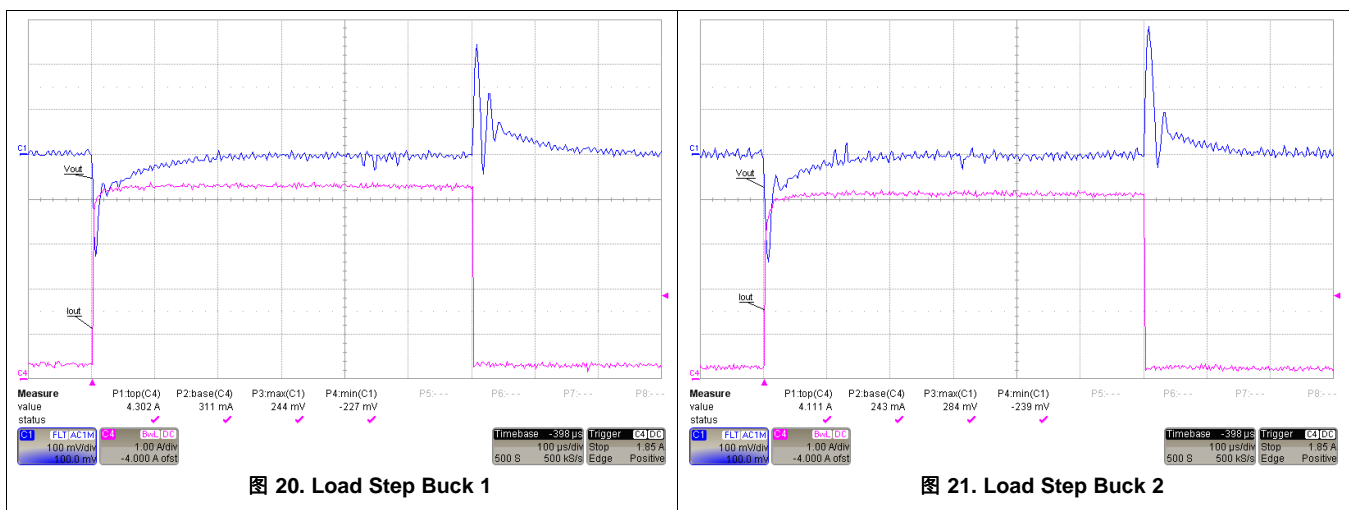 C1
Vout
Iout
C4
Measure P1:top(C4) P2:base(C4) P3:max(C1) P4:min(C1) P5:--- P6:--- P7:--- P8:---
value 4.302 A 311 mA 244 mV -227 mV
status
C1 FLT AC1M
100 mV/div
100.0 mV
C4 BwL DC
1.00 A/div
-4.000 A ofst
Timebase -398 µs
100 µs/div
500 S 500 kS/s
Trigger C4 DC
Stop 1.85 A
Edge Positive
图 20. Load Step Buck 1
C1
Vout
Iout
C4
Measure P1:top(C4) P2:base(C4) P3:max(C1) P4:min(C1) P5:--- P6:--- P7:--- P8:---
value 4.111 A 243 mA 284 mV -239 mV
status
C1 FLT AC1M
100 mV/div
100.0 mV
C4 BwL DC
1.00 A/div
-4.000 A ofst
Timebase -398 µs
100 µs/div
500 S 500 kS/s
Trigger C4 DC
Stop 1.85 A
Edge Positive
图 21. Load Step Buck 2